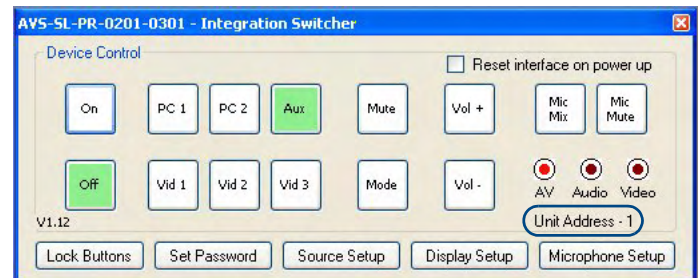 AVS-SL-PR-0201-0301 - Integration Switcher
Device Control
Reset interface on power up
On PC 1 PC 2 Aux Mute Vol + Mic Mix Mic Mute
Off Vid 1 Vid 2 Vid 3 Mode Vol - AV Audio Video
V1.12 Unit Address - 1
Lock Buttons Set Password Source Setup Display Setup Microphone Setup